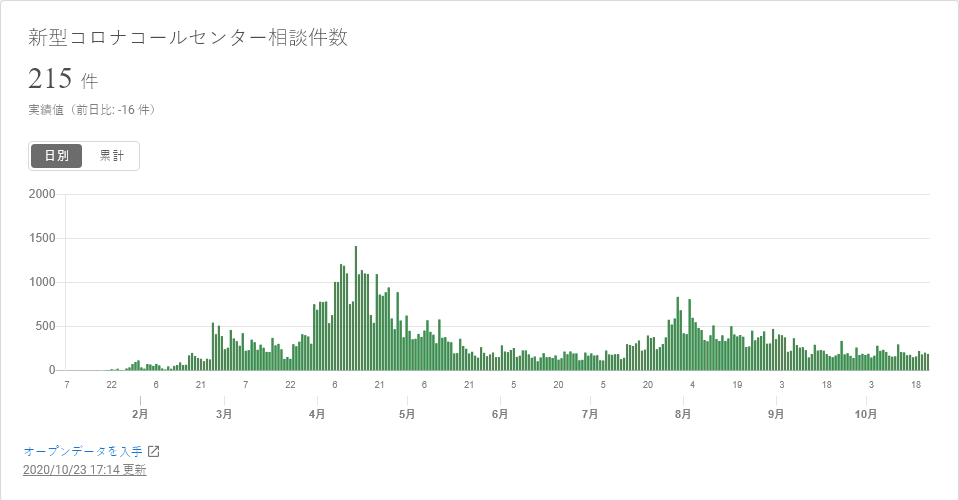 新型コロナコールセンター相談件数
215 件
実績値（前日比: -16 件）
日別 累計
2000
1500
1000
500
0
7 22 6 21 7 22 6 21 6 21 5 20 5 20 4 19 3 18 3 18
2月 3月 4月 5月 6月 7月 8月 9月 10月
オープンデータを入手
2020/10/23 17:14 更新